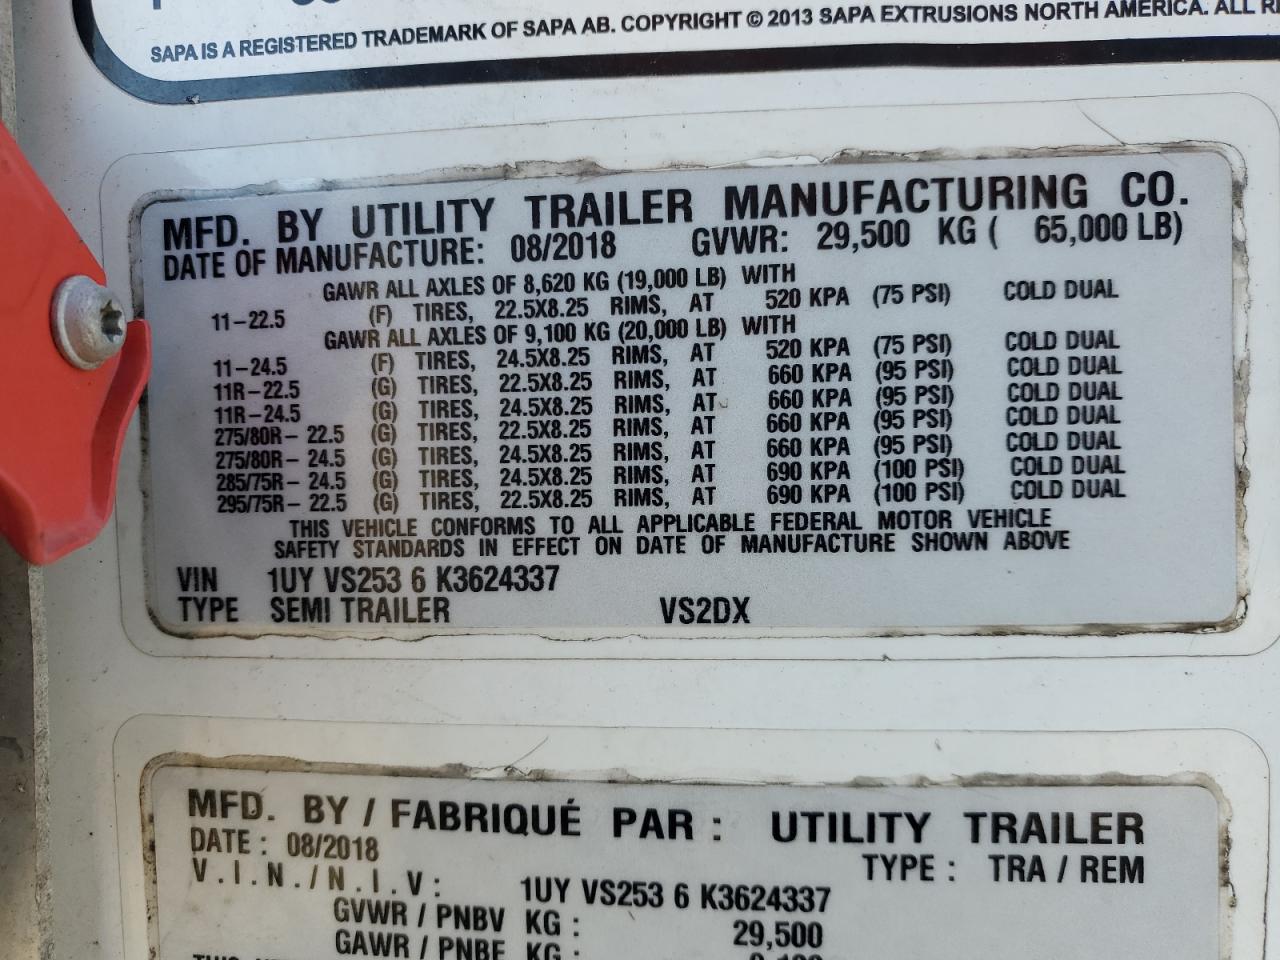 SAPA IS A REGISTERED TRADEMARK OF SAPA AB. COPYRIGHT © 2013 SAPA EXTRUSIONS NORTH AMERICA. ALL
MFD. BY UTILITY TRAILER MANUFACTURING CO.
DATE OF MANUFACTURE: 08/2018 GVWR: 29,500 KG ( 65,000 LB)
GAWR ALL AXLES OF 8,620 KG (19,000 LB) WITH
11-22.5 (F) TIRES, 22.5X8.25 RIMS, AT 520 KPA (75 PSI) COLD DUAL
GAWR ALL AXLES OF 9,100 KG (20,000 LB) WITH
11-24.5 (F) TIRES, 24.5X8.25 RIMS, AT 520 KPA (75 PSI) COLD DUAL
11R-22.5 (G) TIRES, 22.5X8.25 RIMS, AT 660 KPA (95 PSI) COLD DUAL
11R-24.5 (G) TIRES, 24.5X8.25 RIMS, AT 660 KPA (95 PSI) COLD DUAL
275/80R- 22.5 (G) TIRES, 22.5X8.25 RIMS, AT 660 KPA (95 PSI) COLD DUAL
275/80R- 24.5 (G) TIRES, 24.5X8.25 RIMS, AT 660 KPA (95 PSI) COLD DUAL
285/75R- 24.5 (G) TIRES, 24.5X8.25 RIMS, AT 690 KPA (100 PSI) COLD DUAL
295/75R- 22.5 (G) TIRES, 22.5X8.25 RIMS, AT 690 KPA (100 PSI) COLD DUAL
THIS VEHICLE CONFORMS TO ALL APPLICABLE FEDERAL MOTOR VEHICLE
SAFETY STANDARDS IN EFFECT ON DATE OF MANUFACTURE SHOWN ABOVE
VIN 1UY VS253 6 K3624337
TYPE SEMI TRAILER VS2DX
MFD. BY / FABRIQUÉ PAR : UTILITY TRAILER
DATE : 08/2018 TYPE : TRA / REM
V.I.N./N.I.V: 1UY VS253 6 K3624337
GVWR / PNBV KG : 29,500
GAWR / PNBE KG :